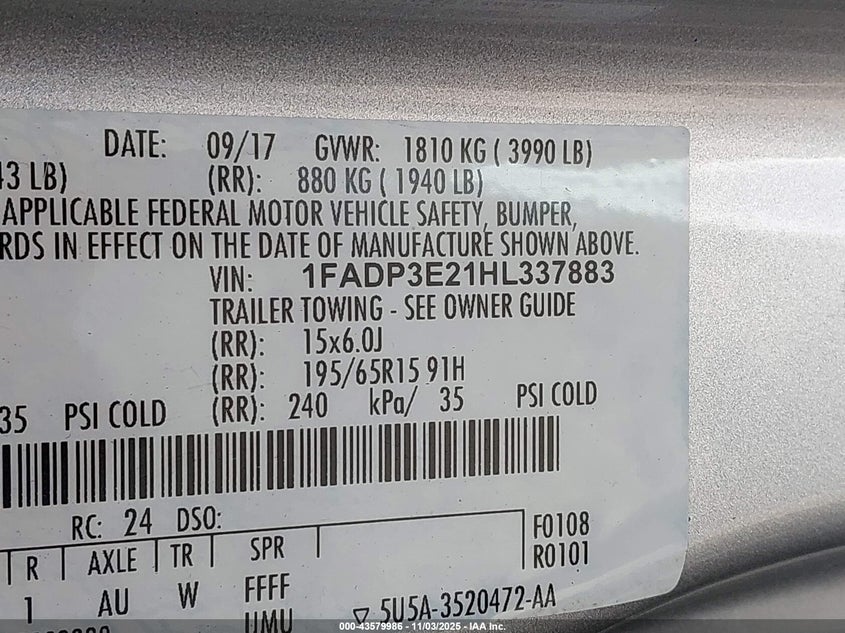 DATE: 09/17 GVWR: 1810 KG ( 3990 LB)
43 LB) (RR): 880 KG ( 1940 LB)
APPLICABLE FEDERAL MOTOR VEHICLE SAFETY, BUMPER,
RDS IN EFFECT ON THE DATE OF MANUFACTURE SHOWN ABOVE.
VIN: 1FADP3E21HL337883
TRAILER TOWING - SEE OWNER GUIDE
(RR): 15x6.0J
(RR): 195/65R15 91H
35 PSI COLD (RR): 240 kPa/ 35 PSI COLD
RC: 24 DSO:
F0108
R AXLE TR SPR R0101
1 AU W FFFF
UMU 5U5A-3520472-AA
000-43579986 - 11/03/2025 - IAA Inc.